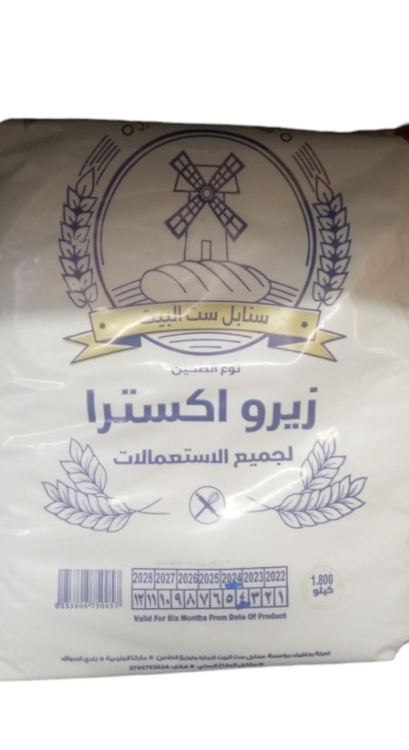 سنابل ست البيت
نوع الطحين
زيرو اكسترا
لجميع الاستعمالات
2028 2027 2026 2025 2024 2023 2022
١٢ ١١ ١٠ ٩ ٨ ٧ ٦ ٥ ٤ ٣ ٢ ١
1.800
كيلو
Valid For Six Months From Date Of Product